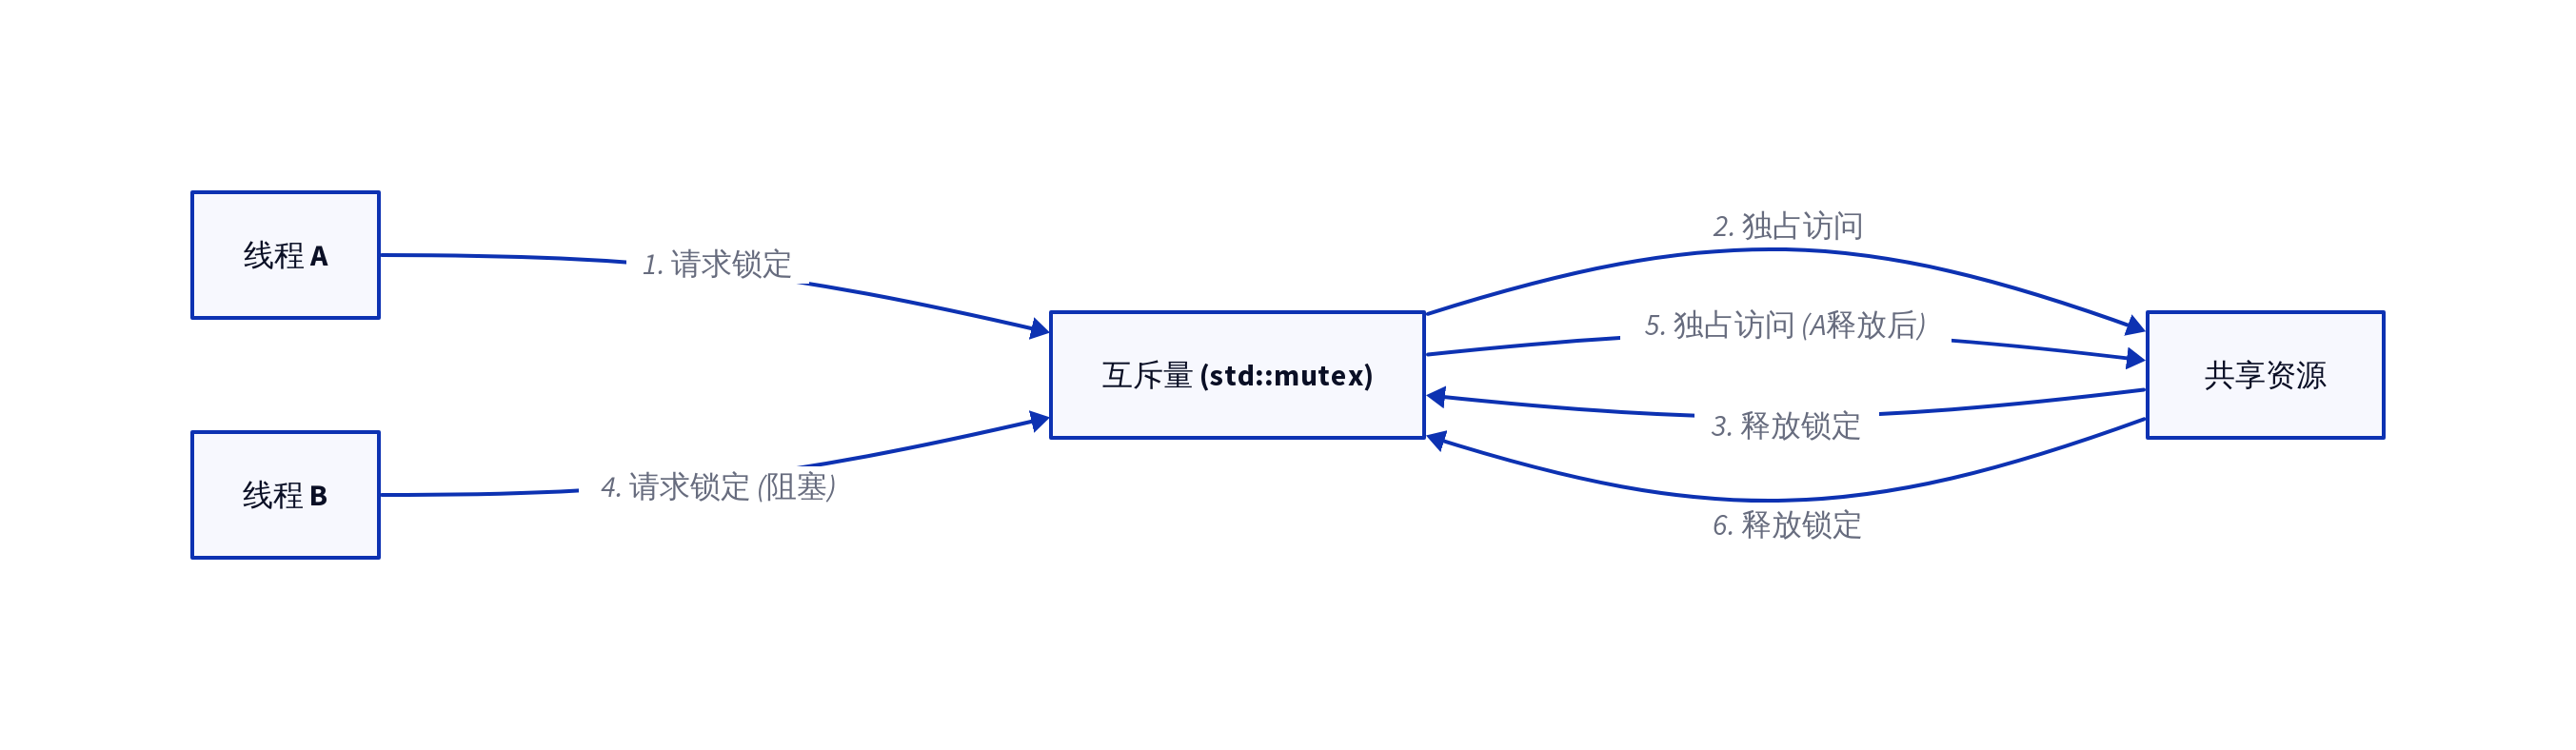 线程 A
1. 请求锁定
线程 B
4. 请求锁定 (阻塞)
互斥量 (std::mutex)
2. 独占访问
5. 独占访问 (A释放后)
3. 释放锁定
6. 释放锁定
共享资源